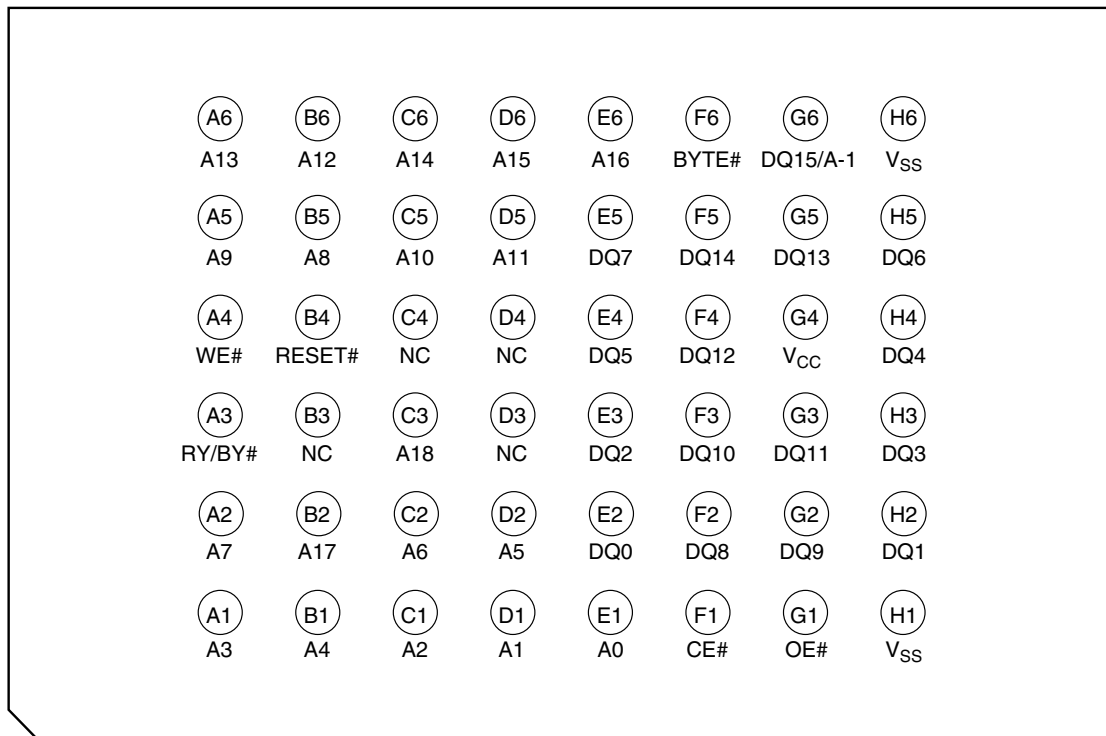 A6 B6 C6 D6 E6 F6 G6 H6
A13 A12 A14 A15 A16 BYTE# DQ15/A-1 VSS
A5 B5 C5 D5 E5 F5 G5 H5
A9 A8 A10 A11 DQ7 DQ14 DQ13 DQ6
A4 B4 C4 D4 E4 F4 G4 H4
WE# RESET# NC NC DQ5 DQ12 VCC DQ4
A3 B3 C3 D3 E3 F3 G3 H3
RY/BY# NC A18 NC DQ2 DQ10 DQ11 DQ3
A2 B2 C2 D2 E2 F2 G2 H2
A7 A17 A6 A5 DQ0 DQ8 DQ9 DQ1
A1 B1 C1 D1 E1 F1 G1 H1
A3 A4 A2 A1 A0 CE# OE# VSS